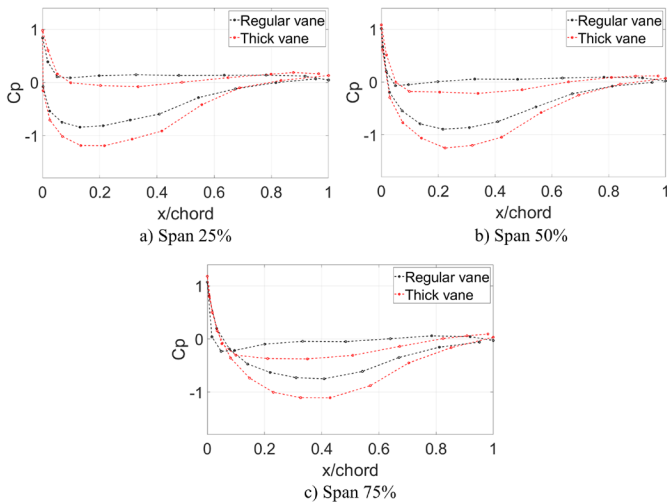 1
0
-1
Cp
Regular vane
Thick vane
0 0.2 0.4 0.6 0.8 1
x/chord
a) Span 25%
1
0
-1
Cp
Regular vane
Thick vane
0 0.2 0.4 0.6 0.8 1
x/chord
b) Span 50%
1
0
-1
Cp
Regular vane
Thick vane
0 0.2 0.4 0.6 0.8 1
x/chord
c) Span 75%